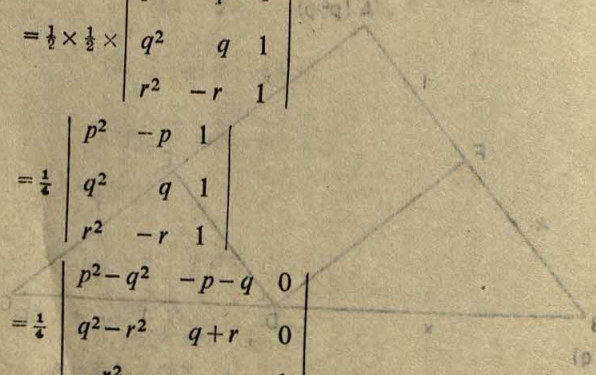 = ½ × ½ × | q² q 1 |
| r² −r 1 |
| p² −p 1 |
= ¼ | q² q 1 |
| r² −r 1 |
| p²−q² −p−q 0 |
= ¼ | q²−r² q+r 0 |
r²